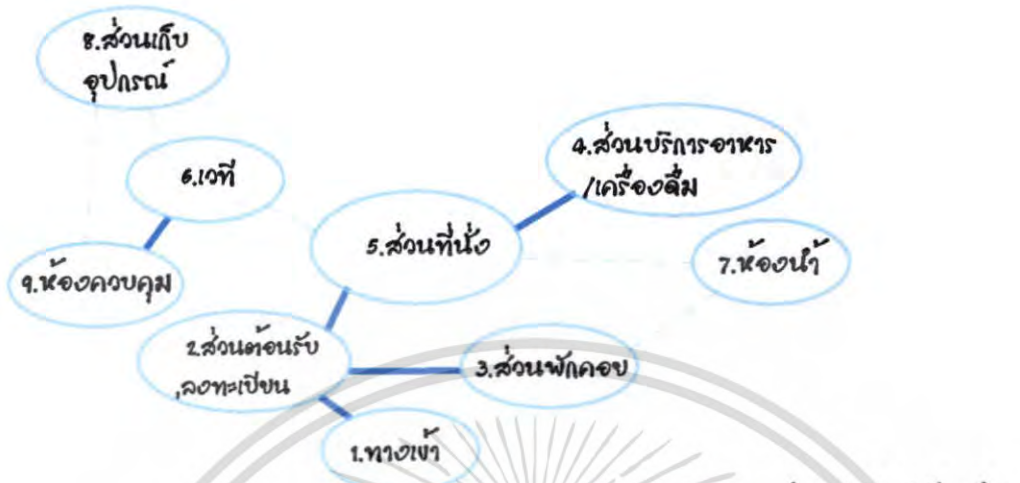 8.ส่วนเก็บ
อุปกรณ์
6.เวที
4.ส่วนบริการอาหาร
/เครื่องดื่ม
5.ส่วนที่นั่ง
7.ห้องน้ำ
9.ห้องควบคุม
2.ส่วนต้อนรับ
,ลงทะเบียน
3.ส่วนพักคอย
1.ทางเข้า